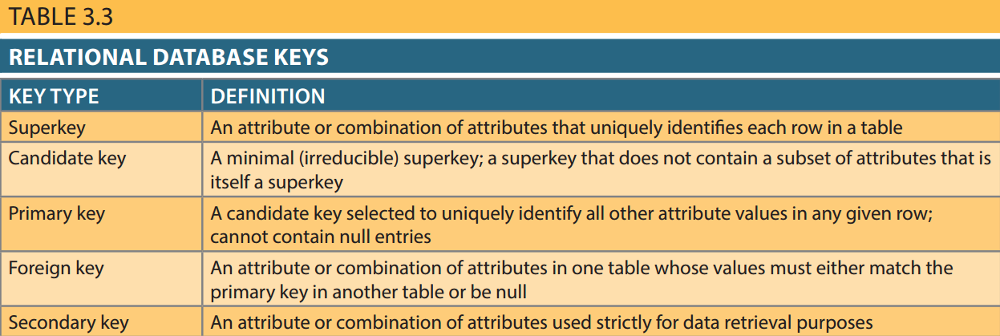 TABLE 3.3
RELATIONAL DATABASE KEYS
KEY TYPE DEFINITION
Superkey An attribute or combination of attributes that uniquely identifies each row in a table
Candidate key A minimal (irreducible) superkey; a superkey that does not contain a subset of attributes that is
itself a superkey
Primary key A candidate key selected to uniquely identify all other attribute values in any given row;
cannot contain null entries
Foreign key An attribute or combination of attributes in one table whose values must either match the
primary key in another table or be null
Secondary key An attribute or combination of attributes used strictly for data retrieval purposes